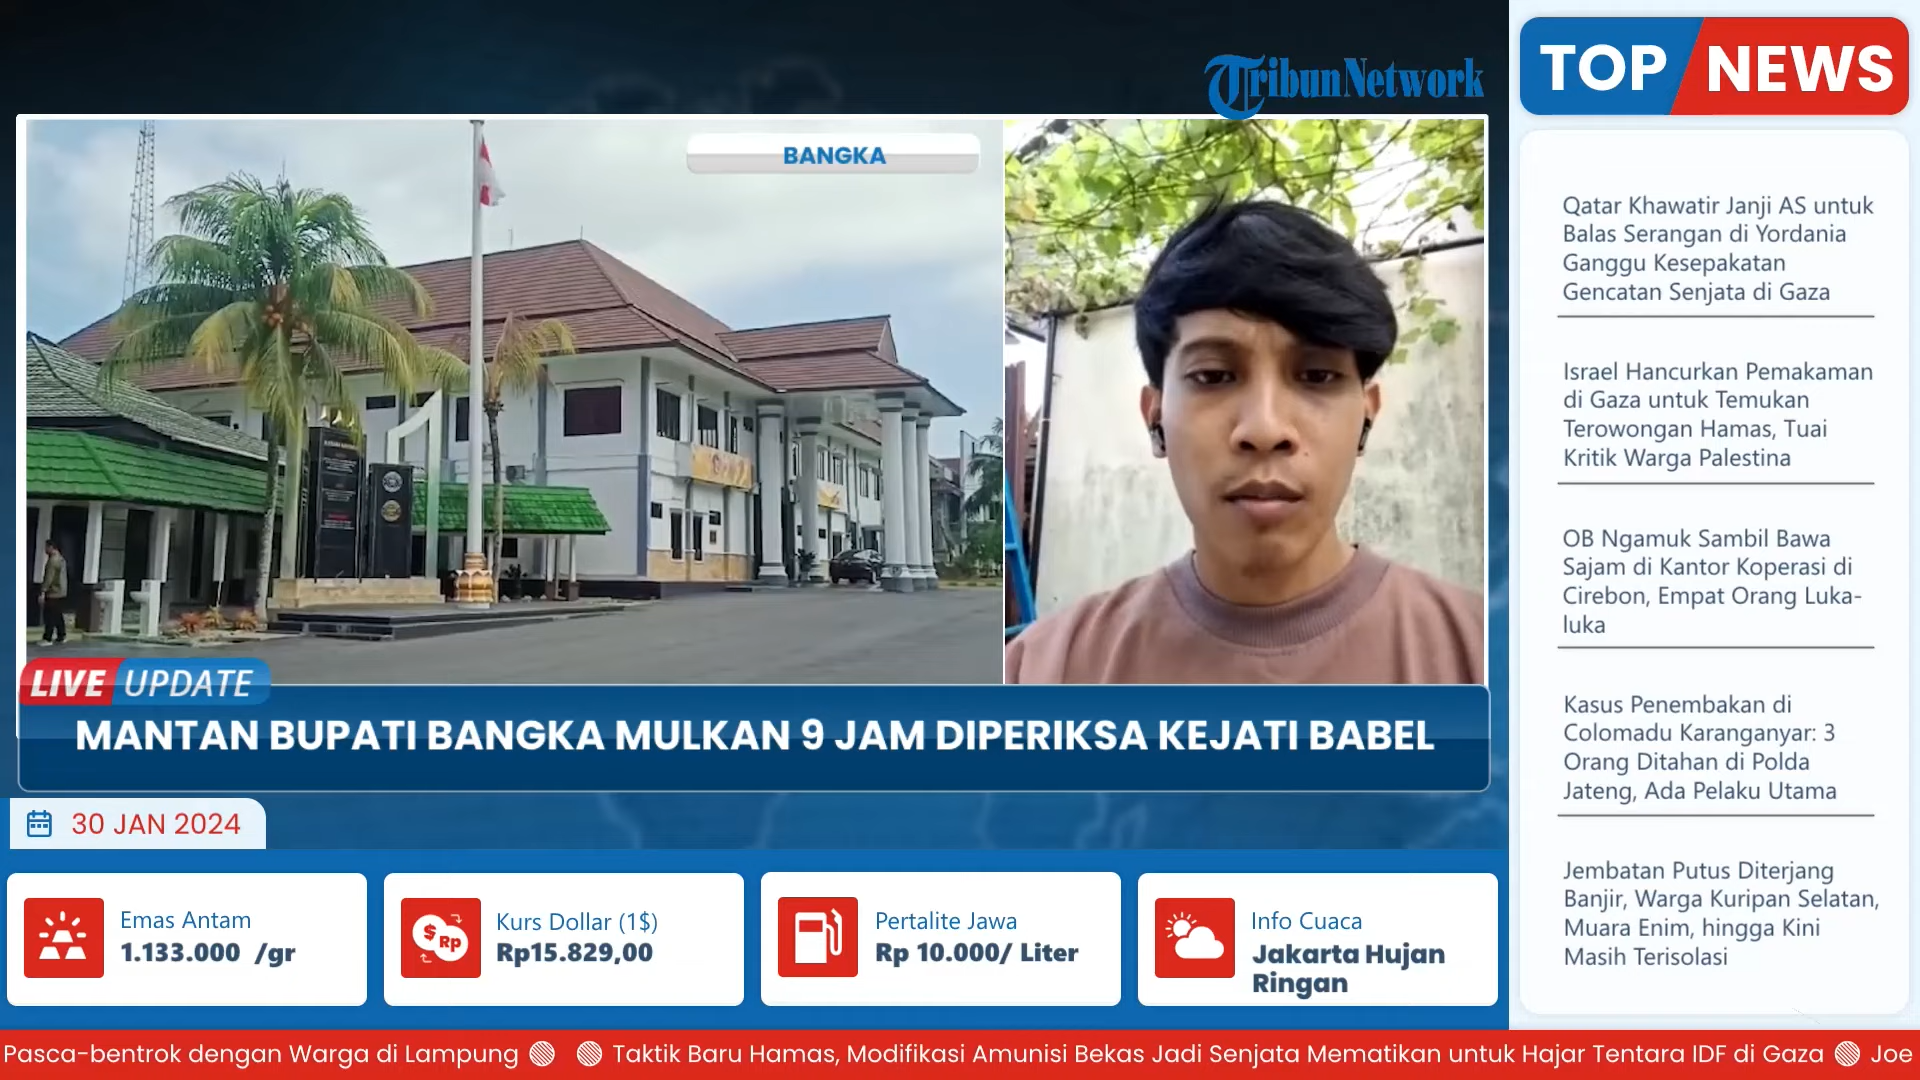 TribunNetwork
BANGKA
LIVE UPDATE
MANTAN BUPATI BANGKA MULKAN 9 JAM DIPERIKSA KEJATI BABEL
30 JAN 2024
Emas Antam
1.133.000 /gr
$ Rp
Kurs Dollar (1$)
Rp15.829,00
Pertalite Jawa
Rp 10.000/ Liter
Info Cuaca
Jakarta Hujan
Ringan
TOP NEWS
Qatar Khawatir Janji AS untuk
Balas Serangan di Yordania
Ganggu Kesepakatan
Gencatan Senjata di Gaza
Israel Hancurkan Pemakaman
di Gaza untuk Temukan
Terowongan Hamas, Tuai
Kritik Warga Palestina
OB Ngamuk Sambil Bawa
Sajam di Kantor Koperasi di
Cirebon, Empat Orang Luka-
luka
Kasus Penembakan di
Colomadu Karanganyar: 3
Orang Ditahan di Polda
Jateng, Ada Pelaku Utama
Jembatan Putus Diterjang
Banjir, Warga Kuripan Selatan,
Muara Enim, hingga Kini
Masih Terisolasi
Pasca-bentrok dengan Warga di Lampung Taktik Baru Hamas, Modifikasi Amunisi Bekas Jadi Senjata Mematikan untuk Hajar Tentara IDF di Gaza Joe